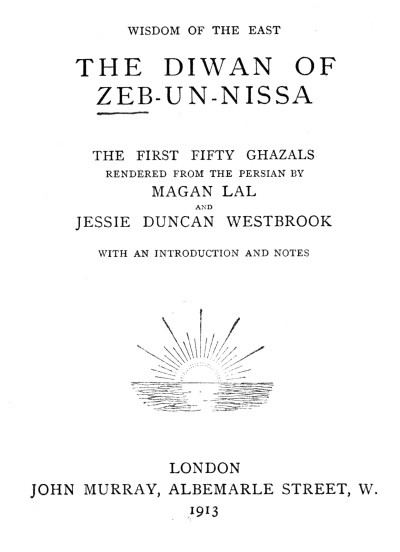 WISDOM OF THE EAST
THE DIWAN OF
ZEB-UN-NISSA
THE FIRST FIFTY GHAZALS
RENDERED FROM THE PERSIAN BY
MAGAN LAL
AND
JESSIE DUNCAN WESTBROOK
WITH AN INTRODUCTION AND NOTES
LONDON
JOHN MURRAY, ALBEMARLE STREET, W.
1913